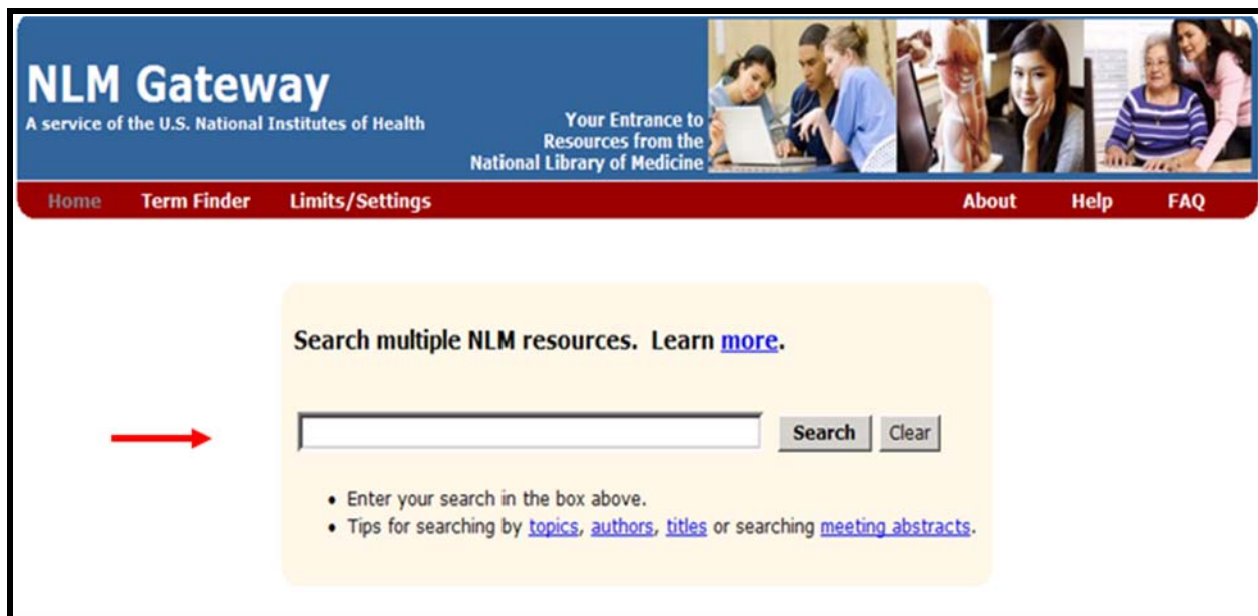 NLM Gateway
A service of the U.S. National Institutes of Health
Your Entrance to
Resources from the
National Library of Medicine
Home Term Finder Limits/Settings About Help FAQ
Search multiple NLM resources. Learn more.
Search Clear
• Enter your search in the box above.
• Tips for searching by topics, authors, titles or searching meeting abstracts.